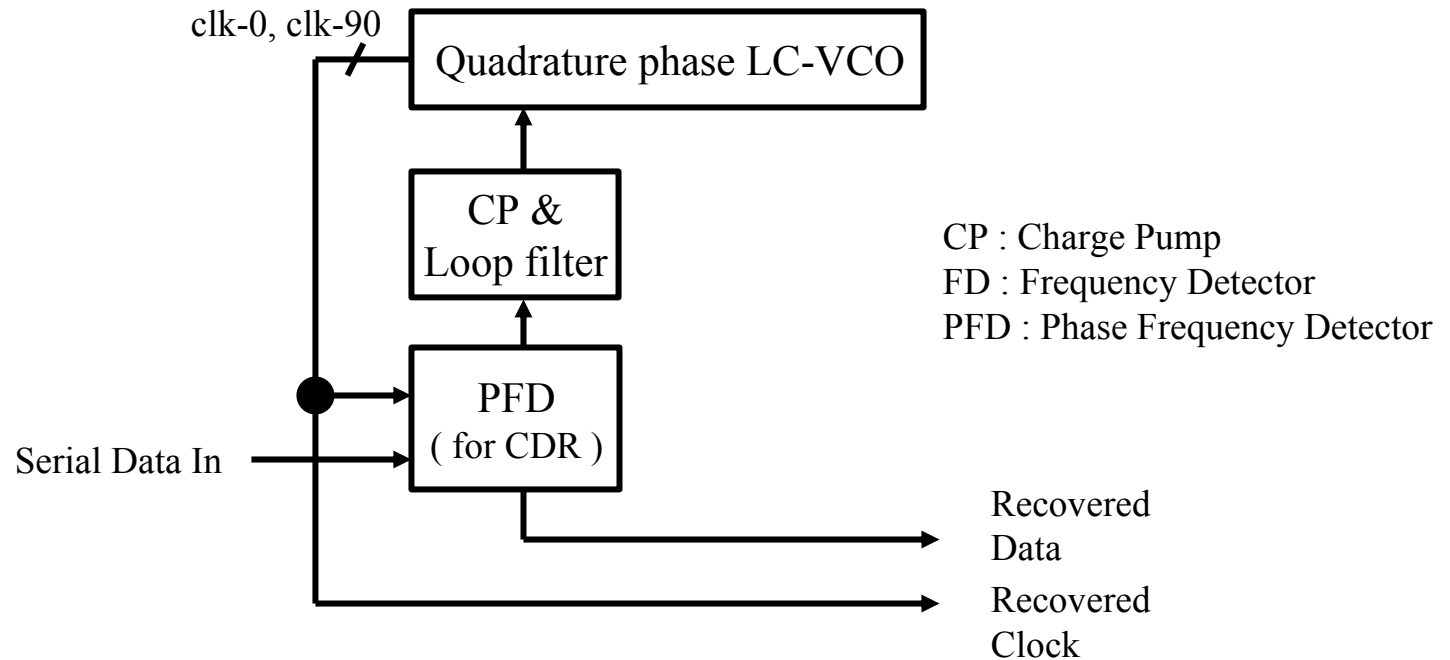 clk-0, clk-90
Quadrature phase LC-VCO
CP &
Loop filter
CP : Charge Pump
FD : Frequency Detector
PFD : Phase Frequency Detector
PFD
( for CDR )
Serial Data In
Recovered
Data
Recovered
Clock